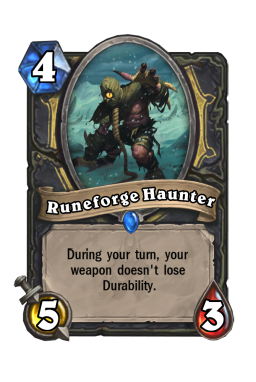 4
Runeforge Haunter
During your turn, your
weapon doesn't lose
Durability.
5
3